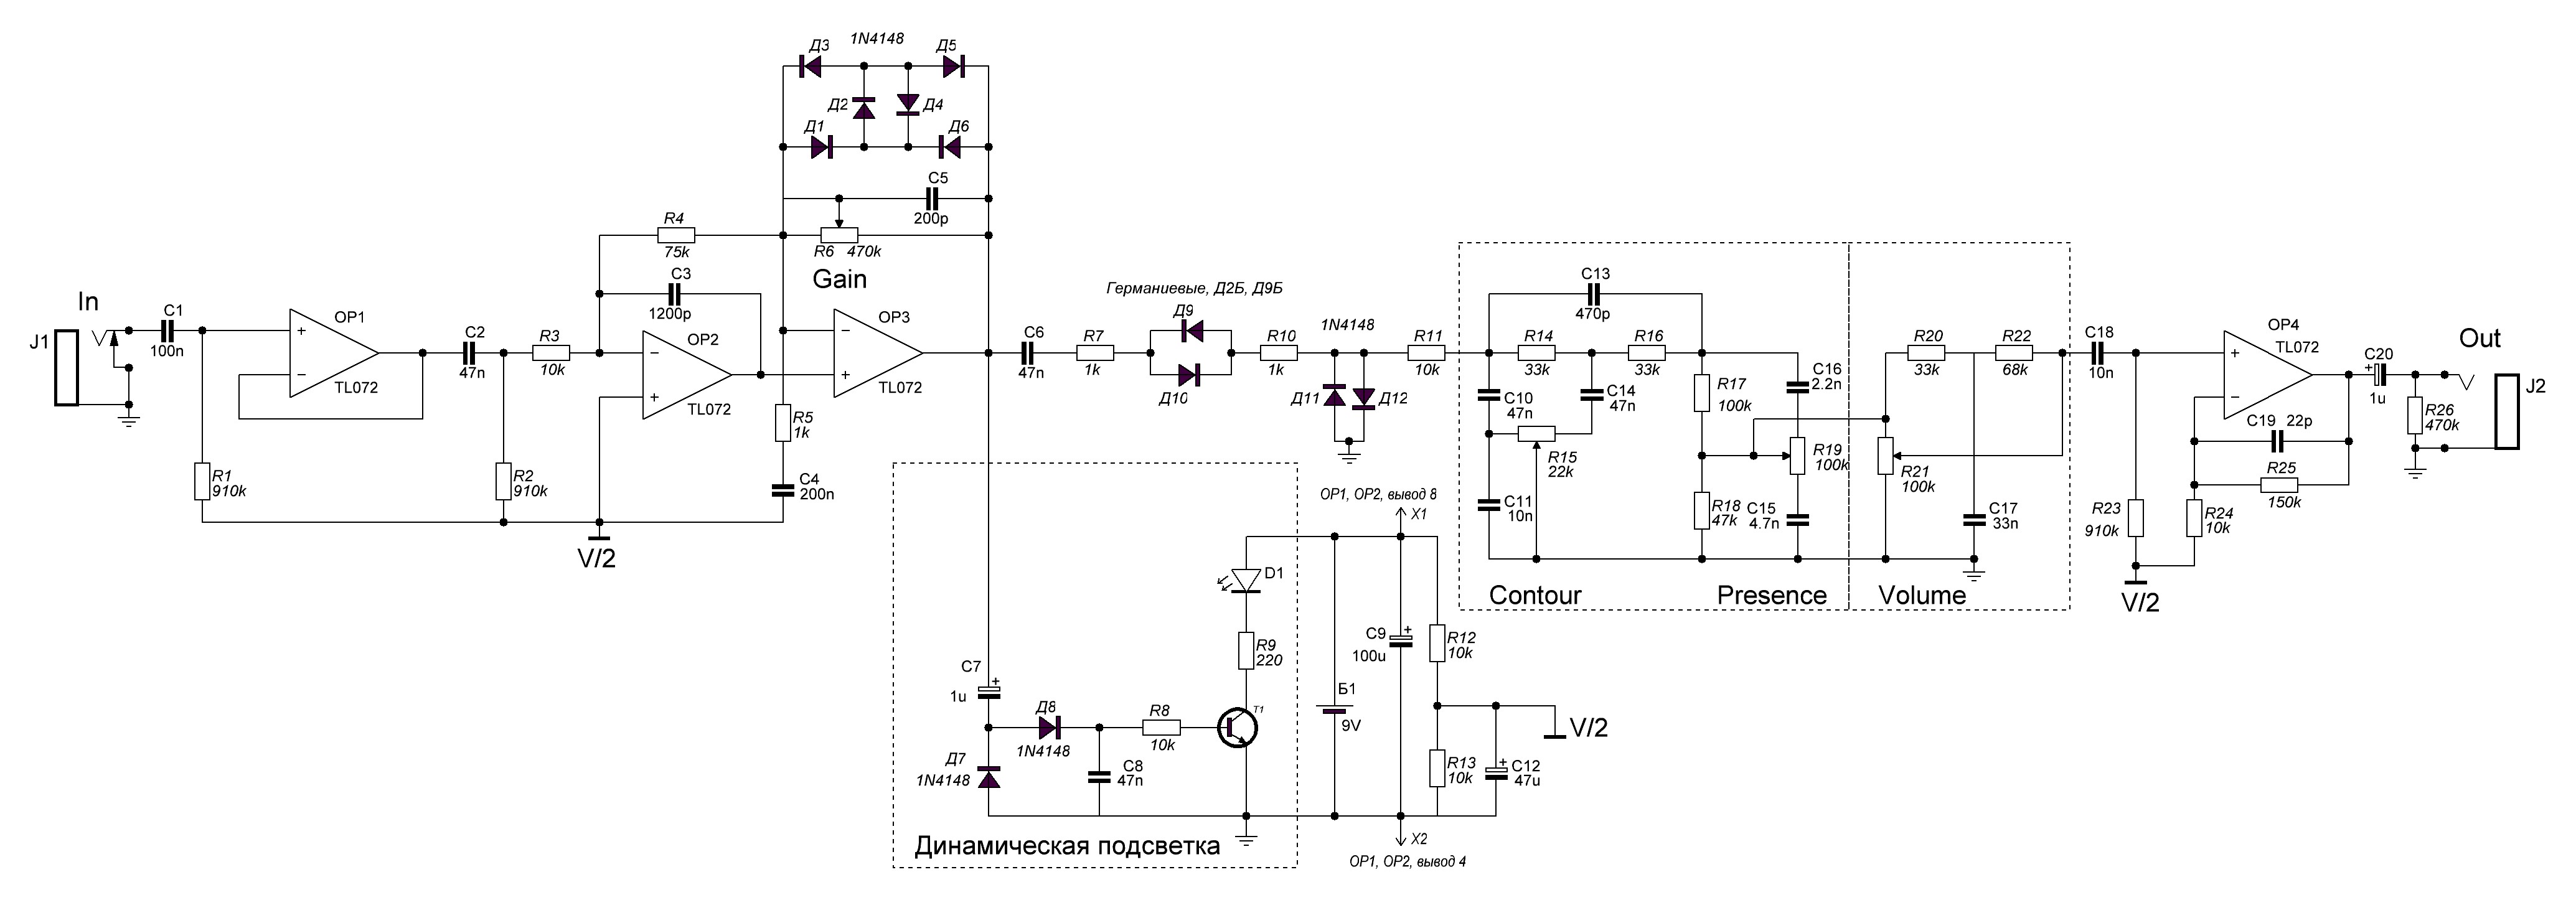 1N4148
Д3
Д5
Д2
Д4
Д1
Д6
C5
200p
R4
75k
R6 470k
Gain
C3
1200p
In
J1
C1
100n
+
−
OP1
TL072
C2
47n
R3
10k
−
+
OP2
TL072
−
+
OP3
TL072
R1
910k
R2
910k
R5
1k
C4
200n
V/2
C6
47n
R7
1k
Германиевые, Д2Б, Д9Б
Д9
Д10
R10
1k
1N4148
Д11
Д12
R11
10k
C13
470p
R14
33k
R16
33k
C10
47n
C14
47n
R15
22k
C11
10n
R17
100k
C16
2.2n
R19
100k
R18
47k
C15
4.7n
Contour
Presence
R20
33k
R22
68k
R21
100k
C17
33n
Volume
C18
10n
R23
910k
V/2
+
−
OP4
TL072
C19 22p
R25
150k
R24
10k
C20
+
1u
R26
470k
Out
J2
C7
+
1u
Д8
1N4148
Д7
1N4148
C8
47n
R8
10k
T1
D1
R9
220
Динамическая подсветка
OP1, OP2, вывод 8
X1
Б1
9V
C9
+
100u
R12
10k
R13
10k
+
C12
47u
V/2
X2
OP1, OP2, вывод 4